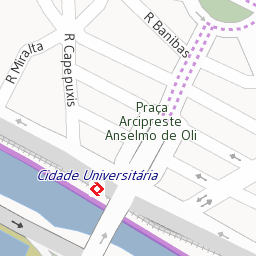 R Banibas
R Miralta
R Capepuxis
Praça
Arcipreste
Anselmo de Oli
Cidade Universitária